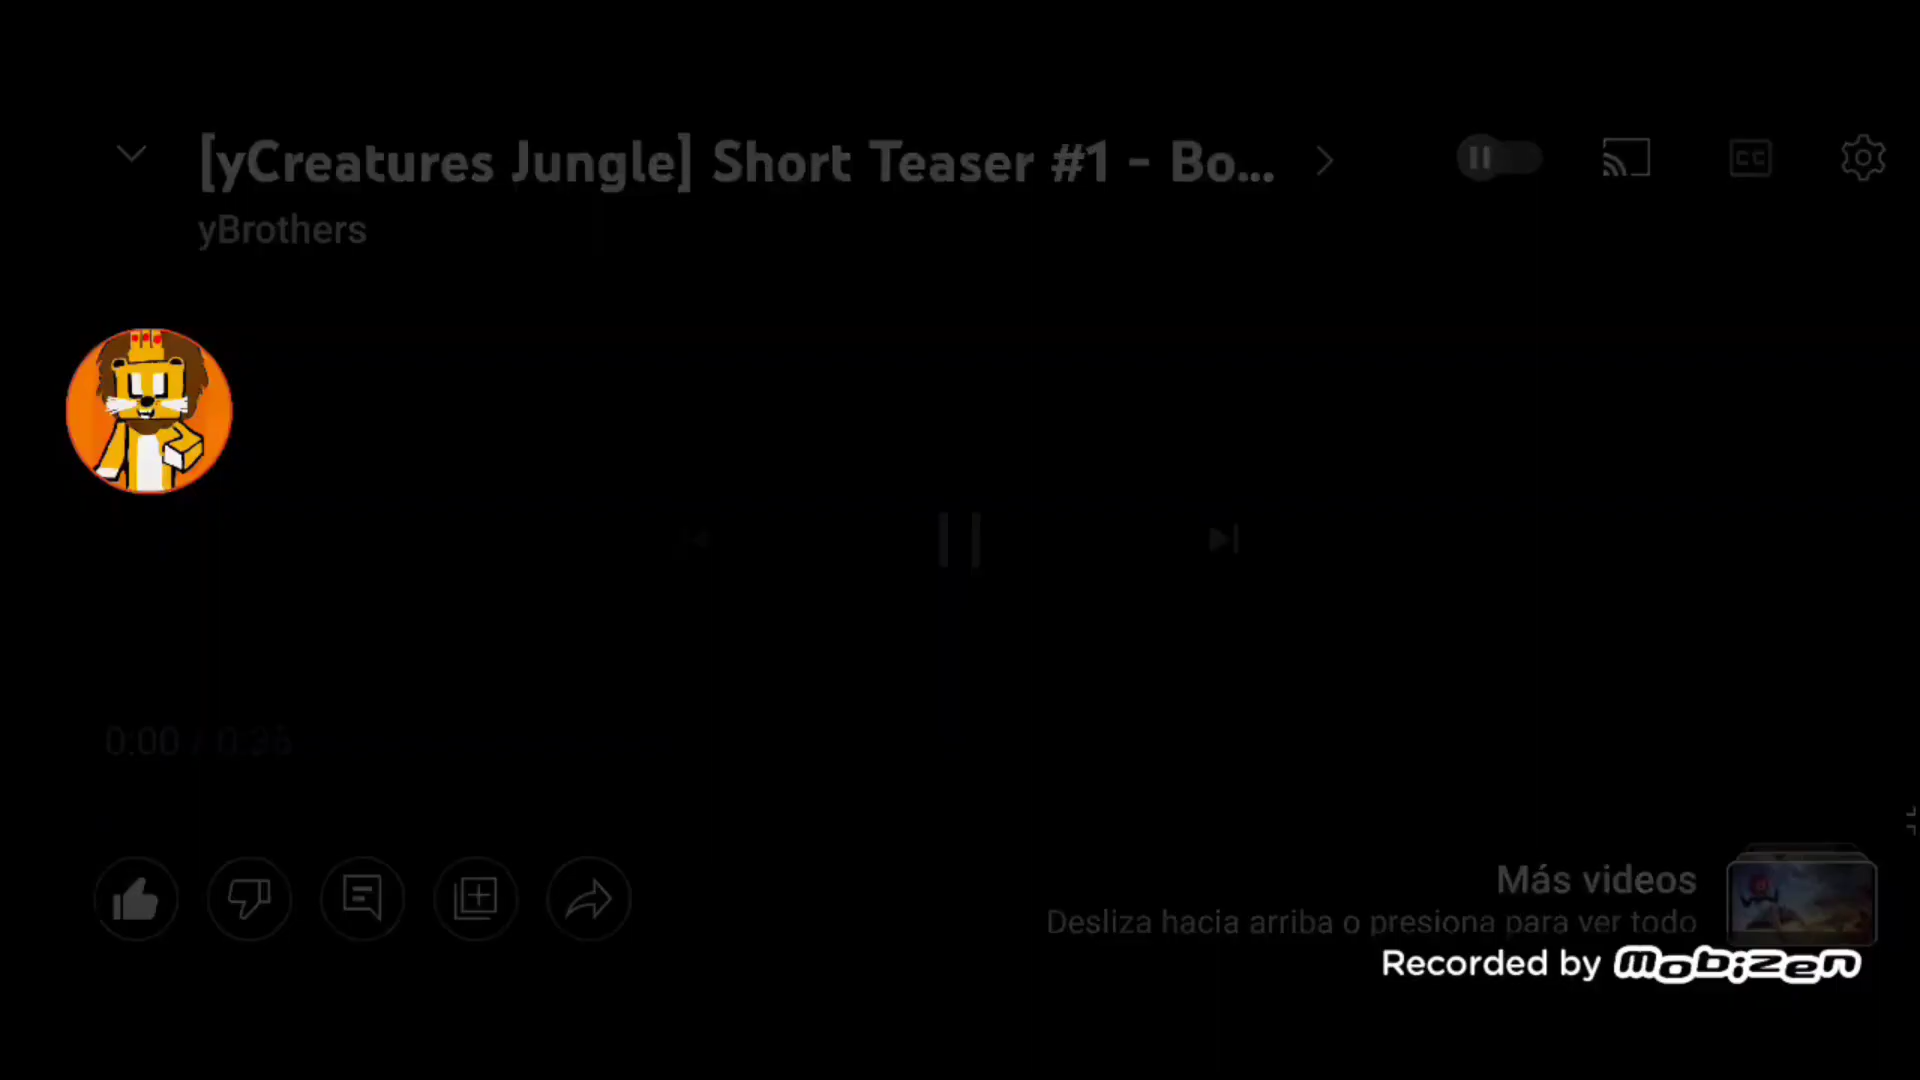 [yCreatures Jungle] Short Teaser #1 - Bo...
yBrothers
CC
0:00 / 0:36
Más videos
Desliza hacia arriba o presiona para ver todo
Recorded by mobizen